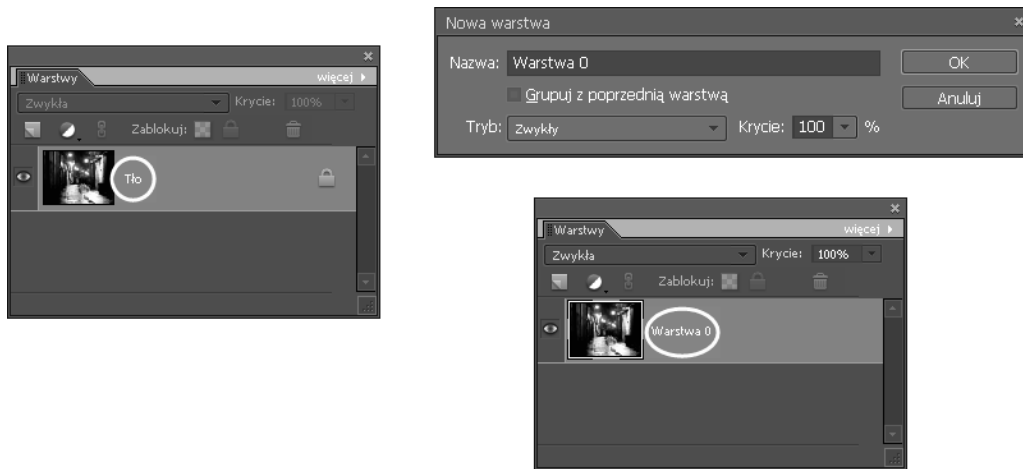 Warstwy więcej
Zwykła Krycie: 100%
Zablokuj:
Tło
Nowa warstwa
Nazwa: Warstwa 0 OK
Grupuj z poprzednią warstwą Anuluj
Tryb: Zwykły Krycie: 100 %
Warstwy więcej
Zwykła Krycie: 100%
Zablokuj:
Warstwa 0